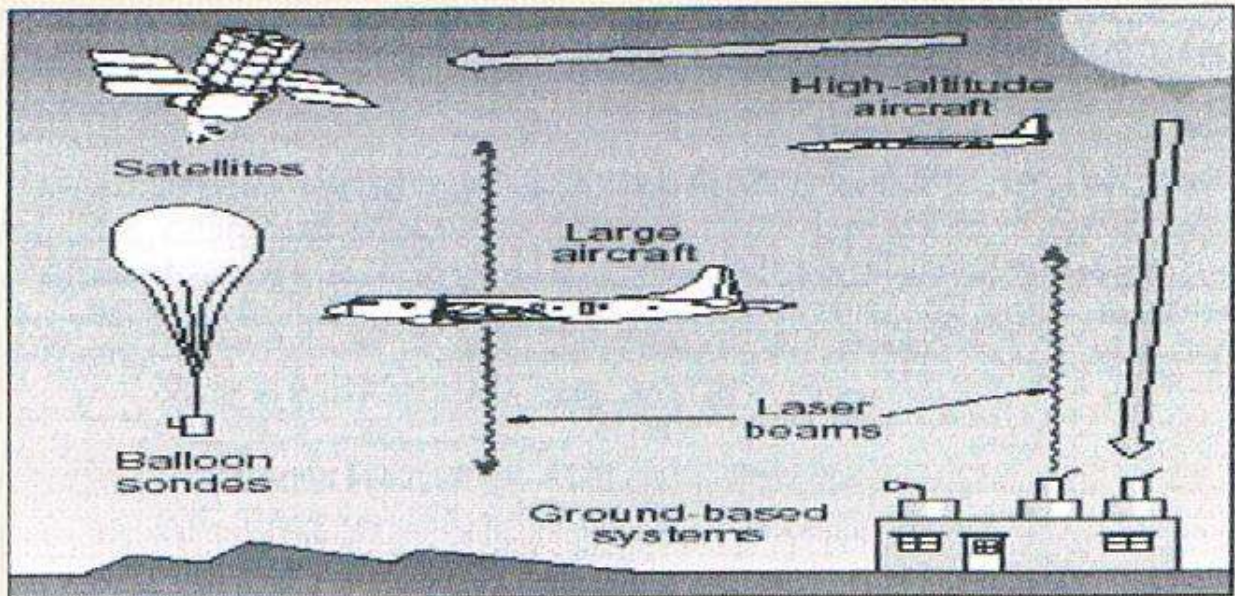 High-altitude
aircraft
Satellites
Large
aircraft
Laser
beams
Balloon
sondes
Ground-based
systems